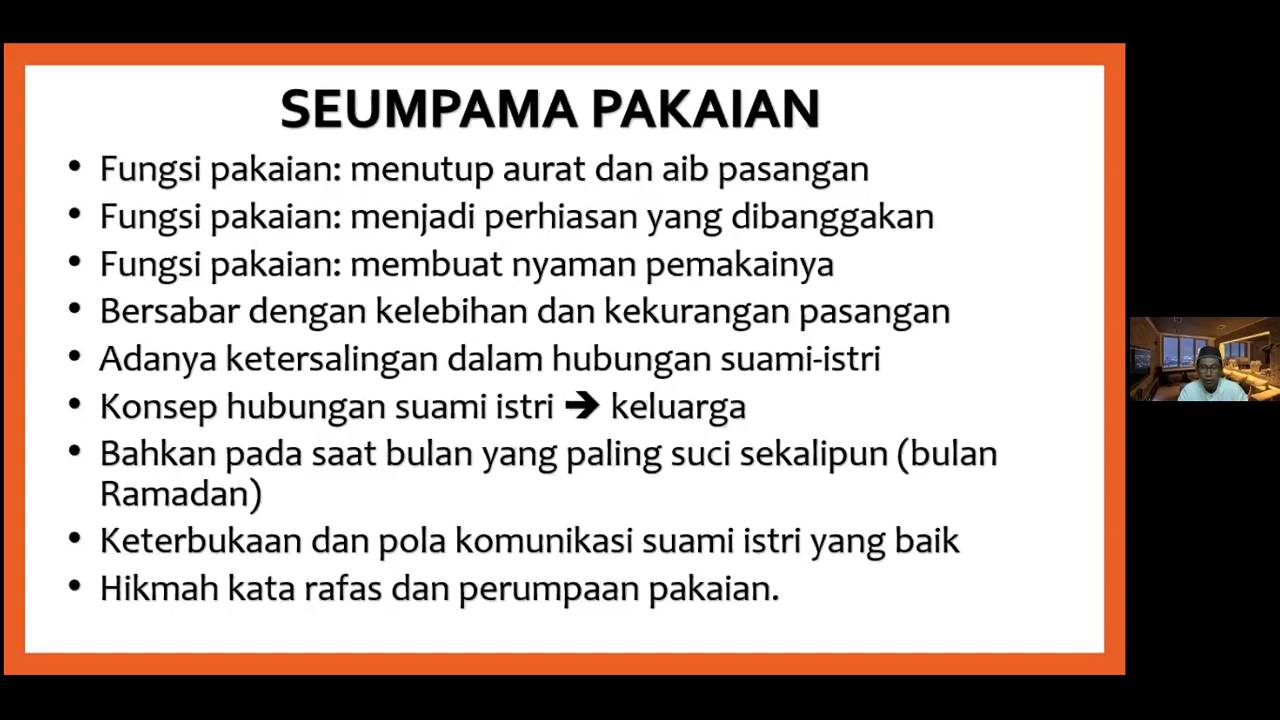 SEUMPAMA PAKAIAN
• Fungsi pakaian: menutup aurat dan aib pasangan
• Fungsi pakaian: menjadi perhiasan yang dibanggakan
• Fungsi pakaian: membuat nyaman pemakainya
• Bersabar dengan kelebihan dan kekurangan pasangan
• Adanya ketersalingan dalam hubungan suami-istri
• Konsep hubungan suami istri ➔ keluarga
• Bahkan pada saat bulan yang paling suci sekalipun (bulan
Ramadan)
• Keterbukaan dan pola komunikasi suami istri yang baik
• Hikmah kata rafas dan perumpaan pakaian.